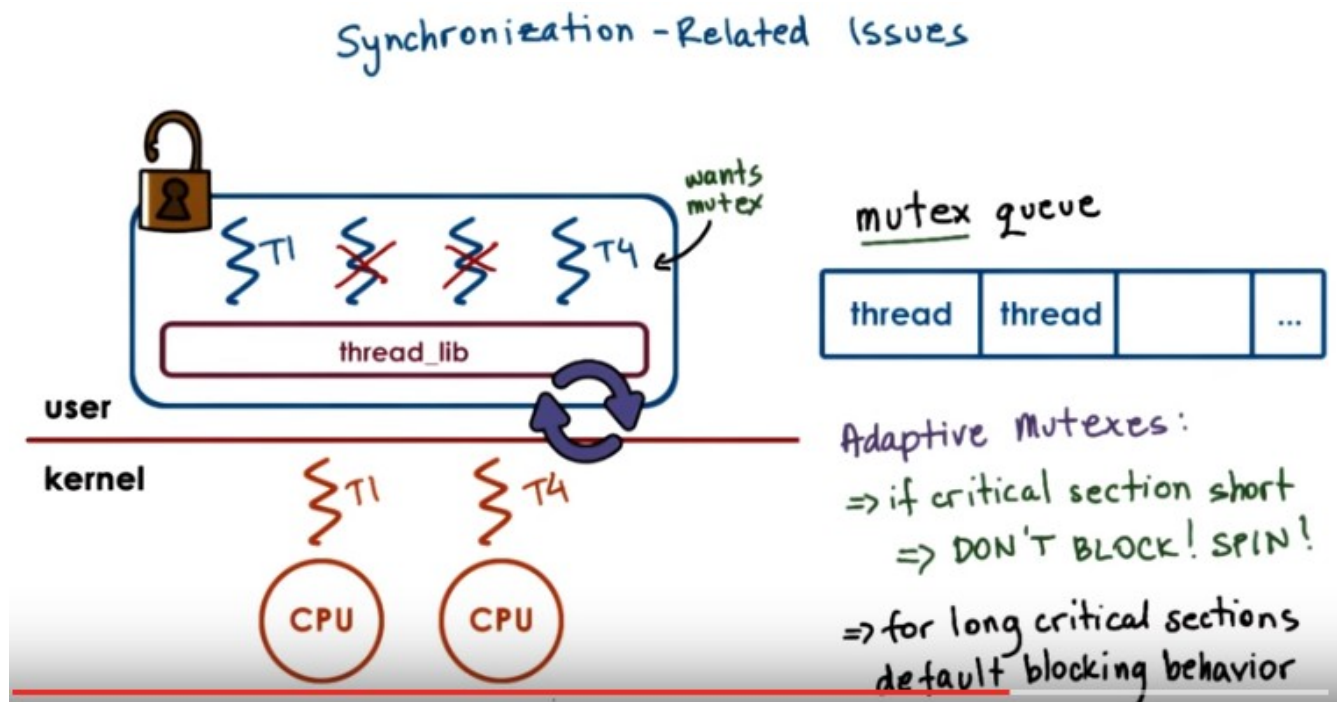 Synchronization - Related Issues
wants
mutex
T1
T4
thread_lib
user
kernel
T1
T4
CPU
CPU
mutex queue
thread
thread
...
Adaptive Mutexes:
=> if critical section short
=> DON'T BLOCK! SPIN!
=> for long critical sections
default blocking behavior